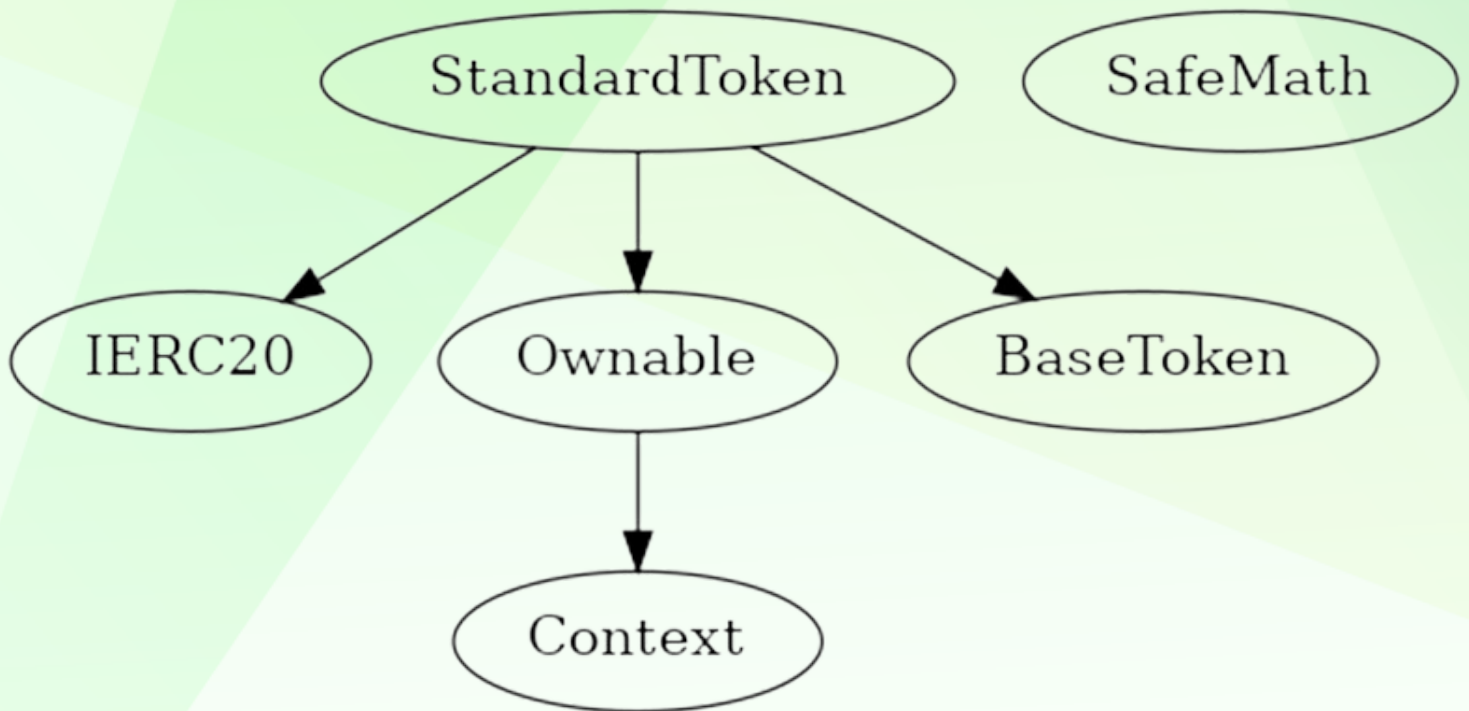 StandardToken
SafeMath
IERC20
Ownable
BaseToken
Context